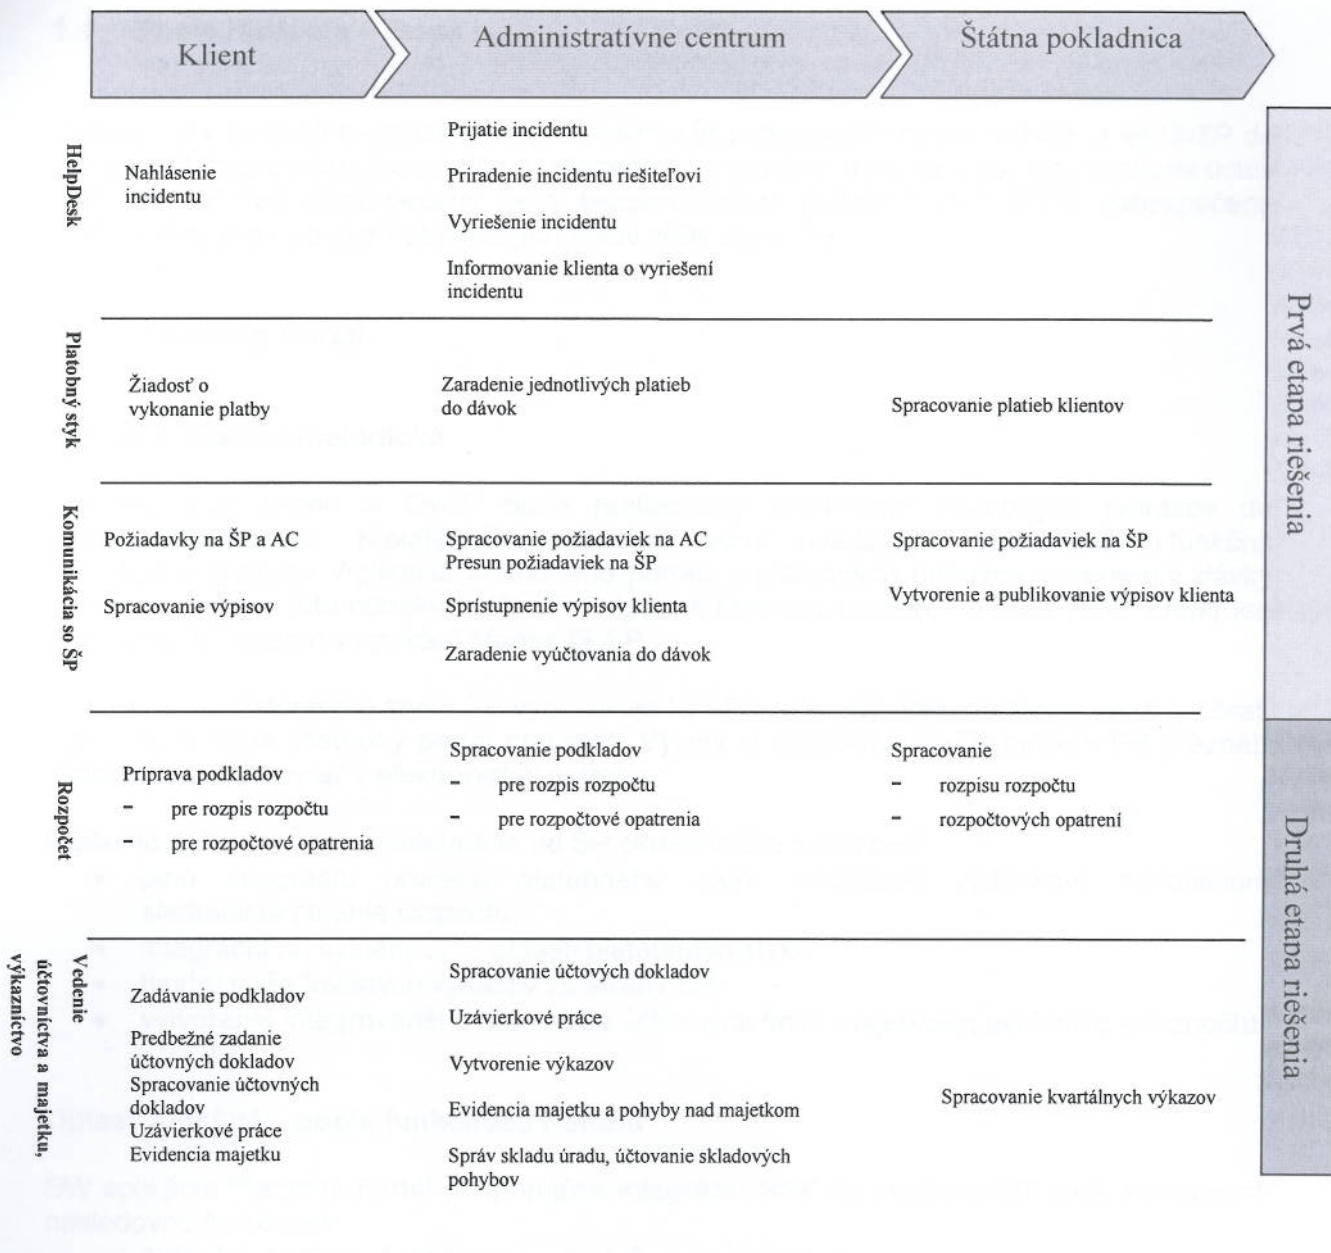 Klient
Administratívne centrum
Štátna pokladnica
HelpDesk
Nahlásenie
incidentu
Prijatie incidentu
Priradenie incidentu riešiteľovi
Vyriešenie incidentu
Informovanie klienta o vyriešení
incidentu
Platobný styk
Žiadosť o
vykonanie platby
Zaradenie jednotlivých platieb
do dávok
Spracovanie platieb klientov
Komunikácia so ŠP
Požiadavky na ŠP a AC
Spracovanie výpisov
Spracovanie požiadaviek na AC
Presun požiadaviek na ŠP
Sprístupnenie výpisov klienta
Zaradenie vyúčtovania do dávok
Spracovanie požiadaviek na ŠP
Vytvorenie a publikovanie výpisov klienta
Prvá etapa riešenia
Rozpočet
Príprava podkladov
- pre rozpis rozpočtu
- pre rozpočtové opatrenia
Spracovanie podkladov
- pre rozpis rozpočtu
- pre rozpočtové opatrenia
Spracovanie
- rozpisu rozpočtu
- rozpočtových opatrení
Vedenie
účtovníctva a majetku,
výkazníctvo
Zadávanie podkladov
Predbežné zadanie
účtovných dokladov
Spracovanie účtovných
dokladov
Uzávierkové práce
Evidencia majetku
Spracovanie účtových dokladov
Uzávierkové práce
Vytvorenie výkazov
Evidencia majetku a pohyby nad majetkom
Správ skladu úradu, účtovanie skladových
pohybov
Spracovanie kvartálnych výkazov
Druhá etapa riešenia